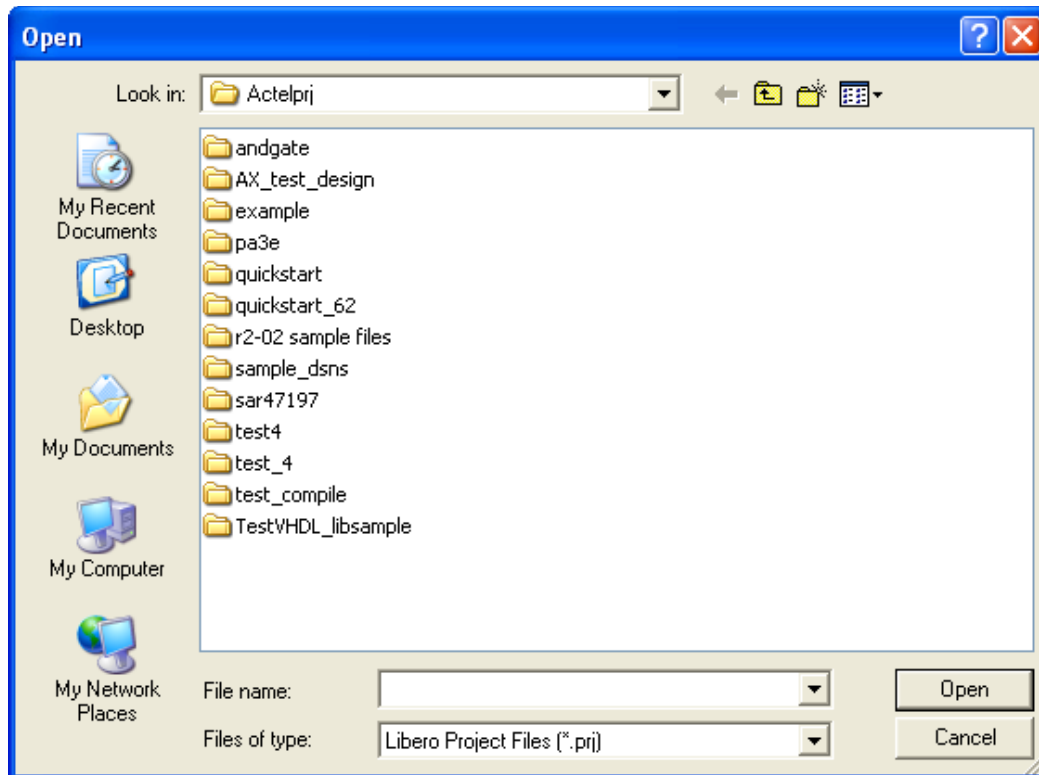 Open
Look in: Actelprj
My Recent
Documents
Desktop
My Documents
My Computer
My Network
Places
andgate
AX_test_design
example
pa3e
quickstart
quickstart_62
r2-02 sample files
sample_dsns
sar47197
test4
test_4
test_compile
TestVHDL_libsample
File name:
Open
Files of type: Libero Project Files (*.prj)
Cancel